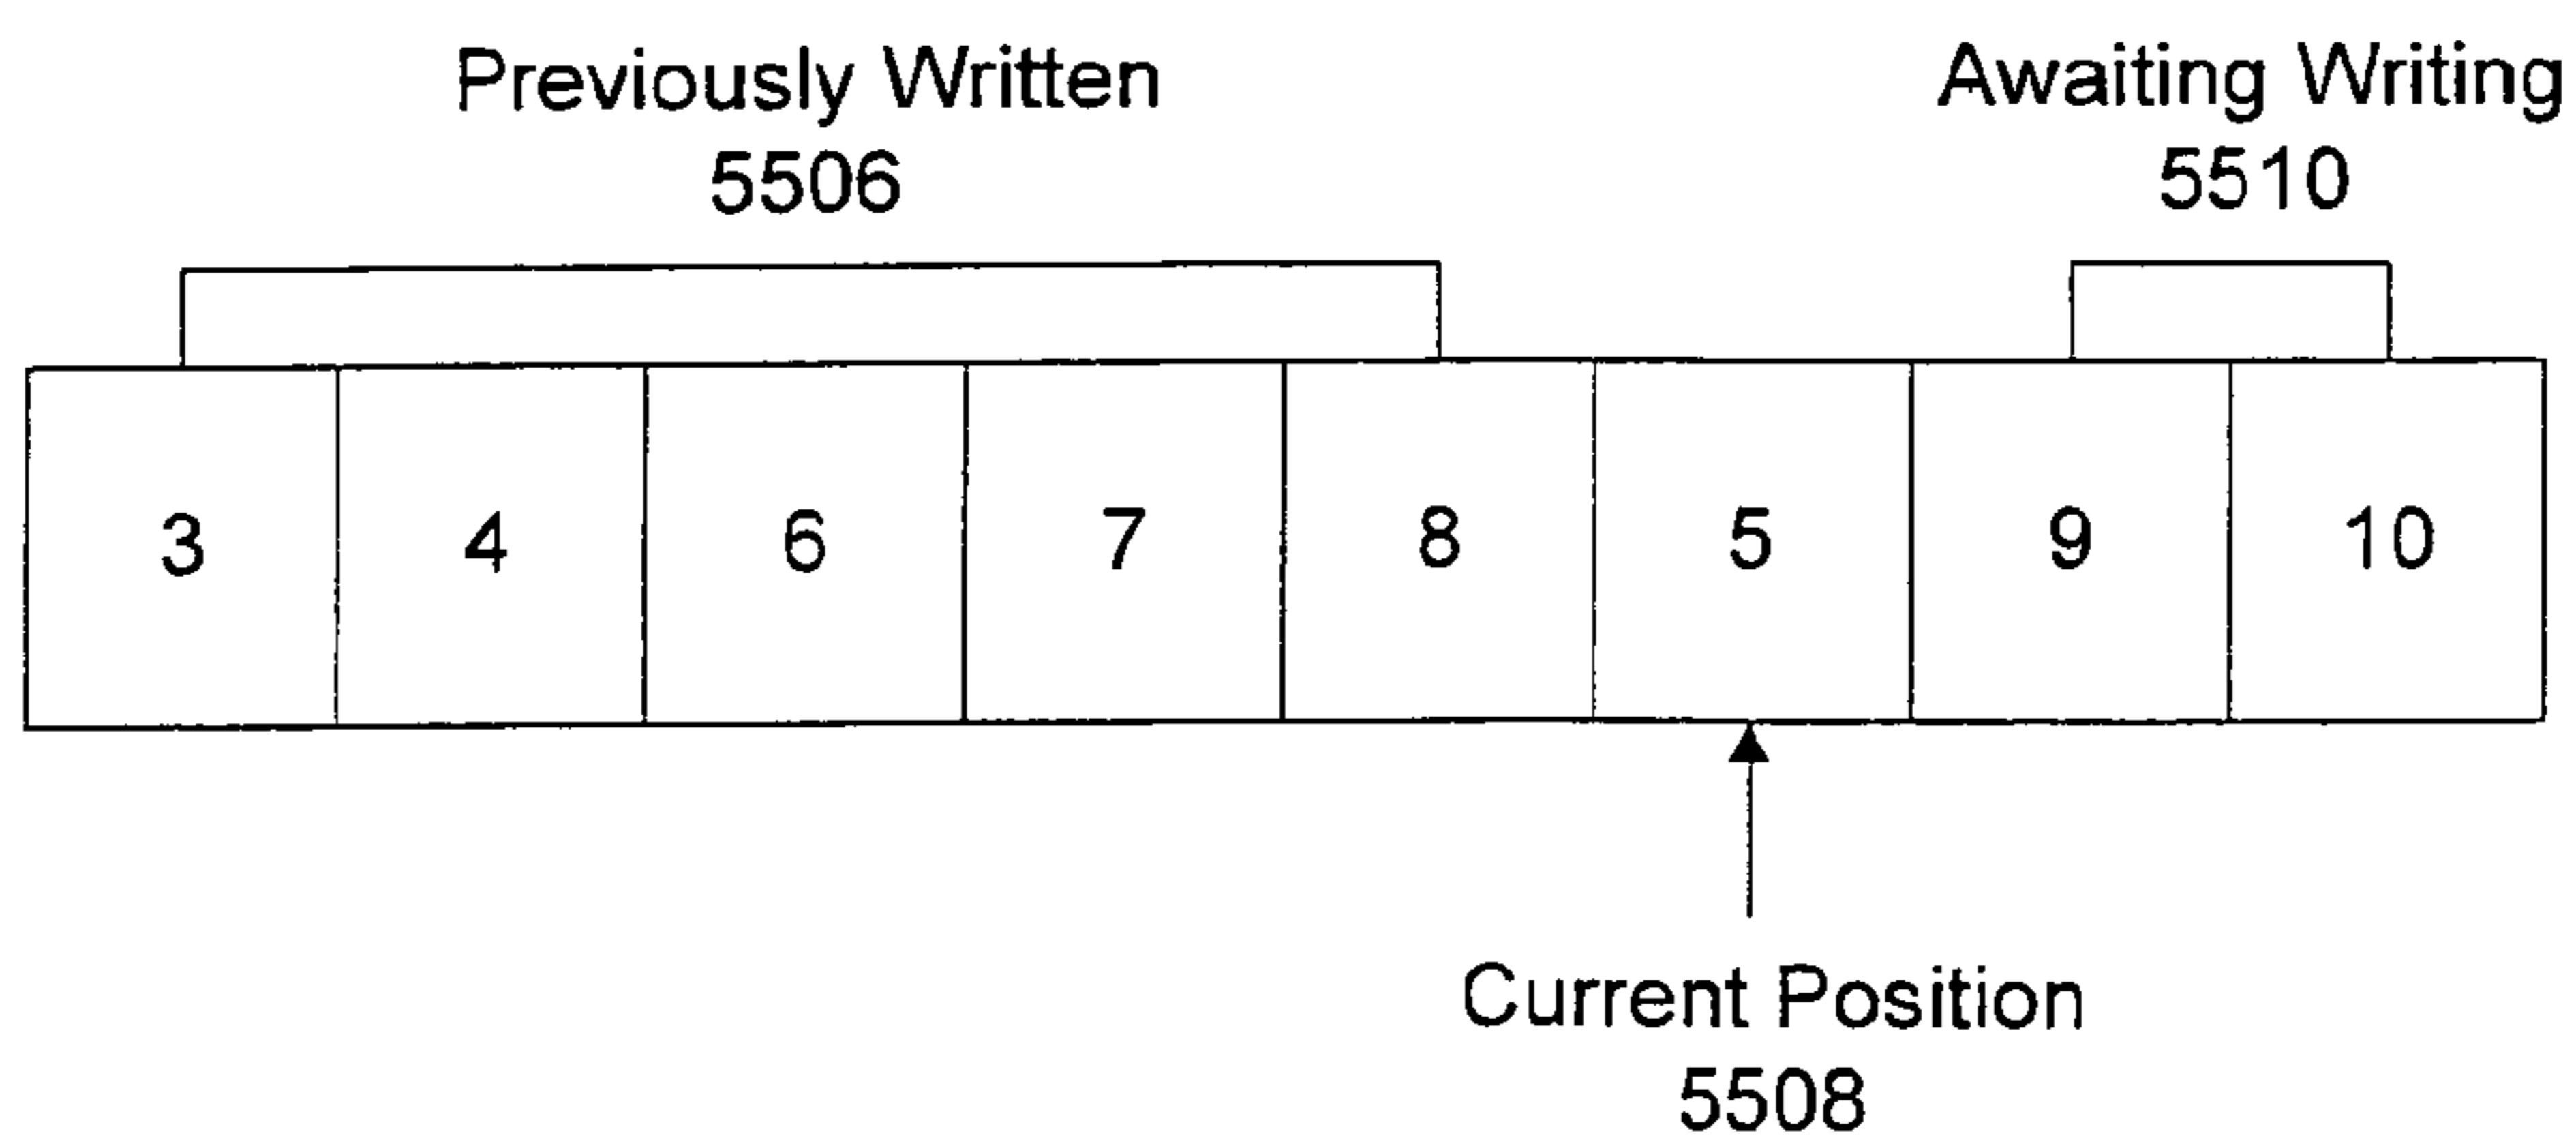 Previously Written
5506
Awaiting Writing
5510
3 4 6 7 8 5 9 10
Current Position
5508